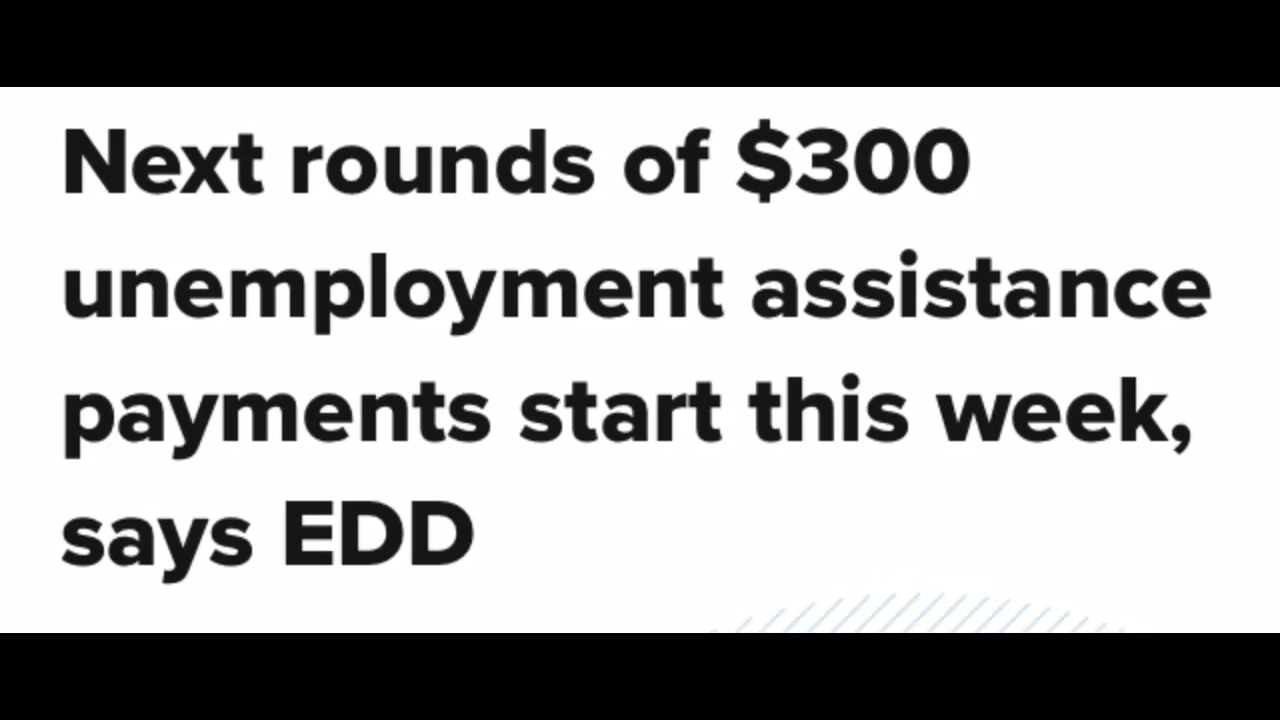 Next rounds of $300
unemployment assistance
payments start this week,
says EDD